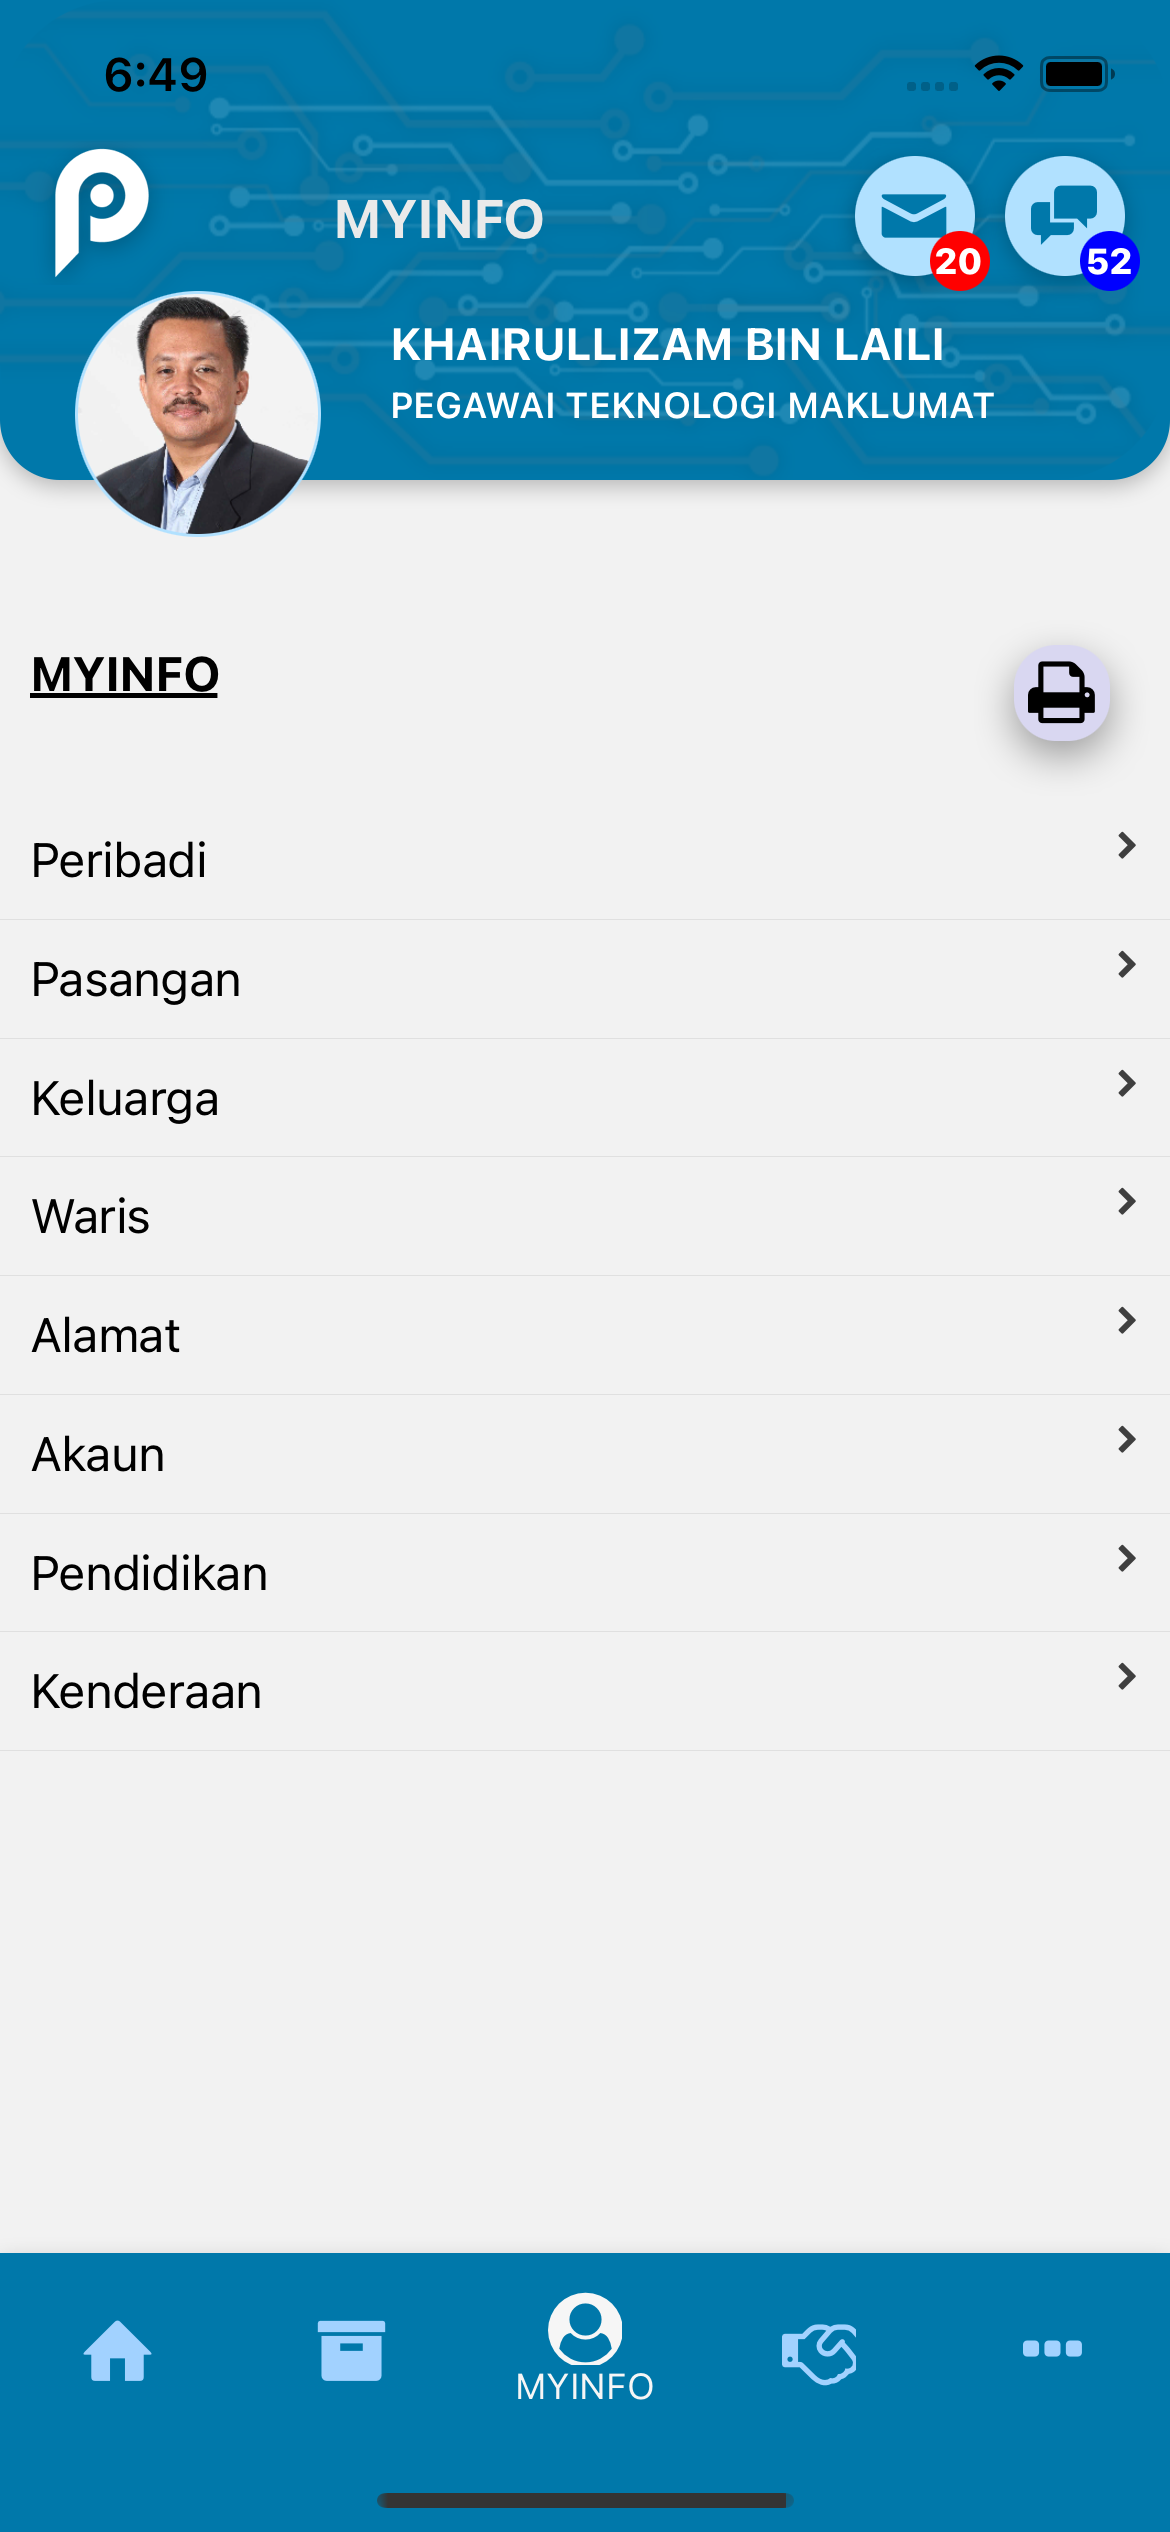 6:49
MYINFO
20
52
KHAIRULLIZAM BIN LAILI
PEGAWAI TEKNOLOGI MAKLUMAT
MYINFO
Peribadi
Pasangan
Keluarga
Waris
Alamat
Akaun
Pendidikan
Kenderaan
MYINFO